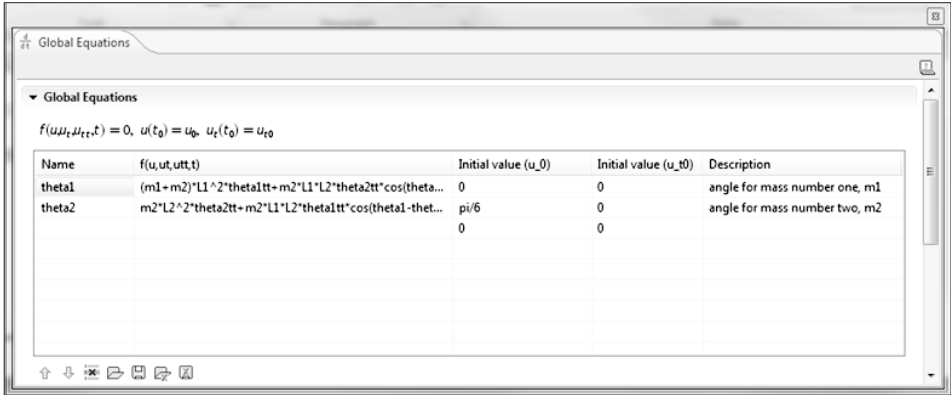 d/dt Global Equations
Global Equations
f(u,u_t,u_tt,t) = 0, u(t_0) = u_0, u_t(t_0) = u_t0
Name f(u,ut,utt,t) Initial value (u_0) Initial value (u_t0) Description
theta1 (m1+m2)*L1^2*theta1tt+m2*L1*L2*theta2tt*cos(theta... 0 0 angle for mass number one, m1
theta2 m2*L2^2*theta2tt+m2*L1*L2*theta1tt*cos(theta1-thet... pi/6 0 angle for mass number two, m2
0 0